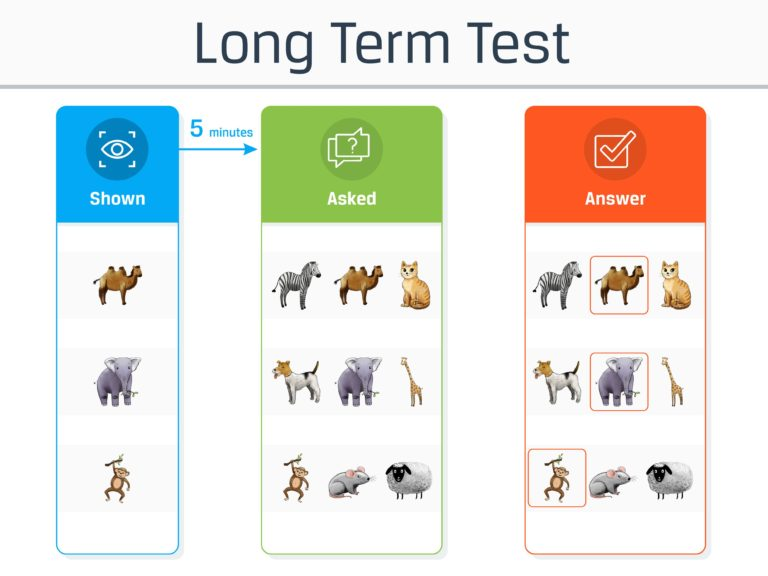 Long Term Test
5 minutes
?
Shown
Asked
Answer